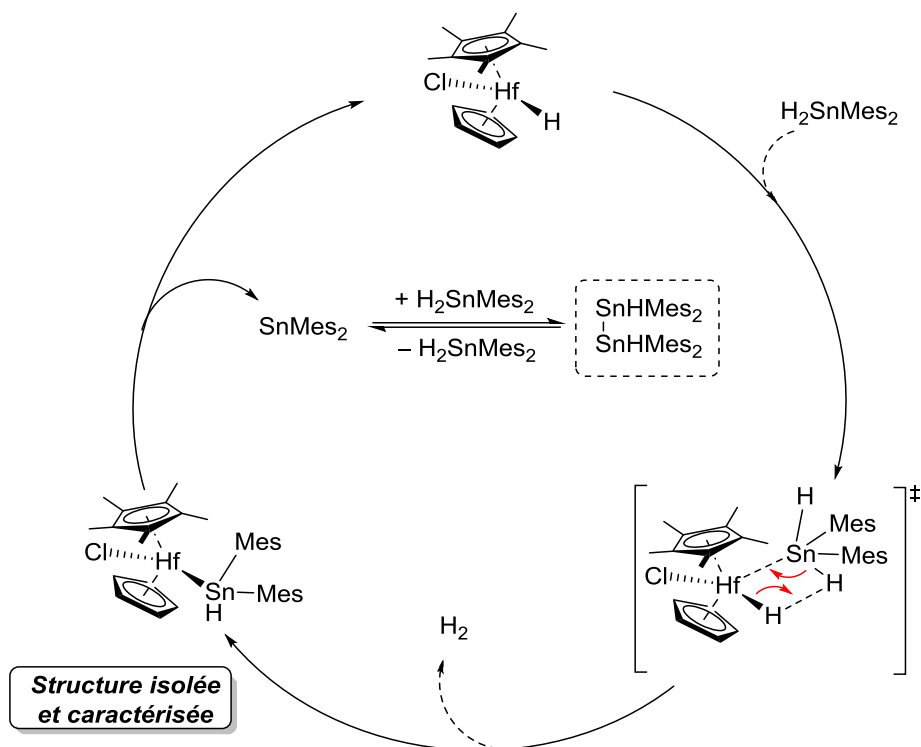 Cl
Hf
H
H₂SnMes₂
SnMes₂
+ H₂SnMes₂
– H₂SnMes₂
SnHMes₂
SnHMes₂
‡
H
Mes
Sn
Mes
Cl
Hf
H
H
Mes
Cl
Hf
Sn
Mes
H
H₂
Structure isolée
et caractérisée